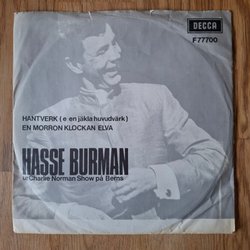 DECCA
F 77700
HANTVERK (e en jäkla huvudvärk)
EN MORRON KLOCKAN ELVA
HASSE BURMAN
ur Charlie Norman Show på Berns